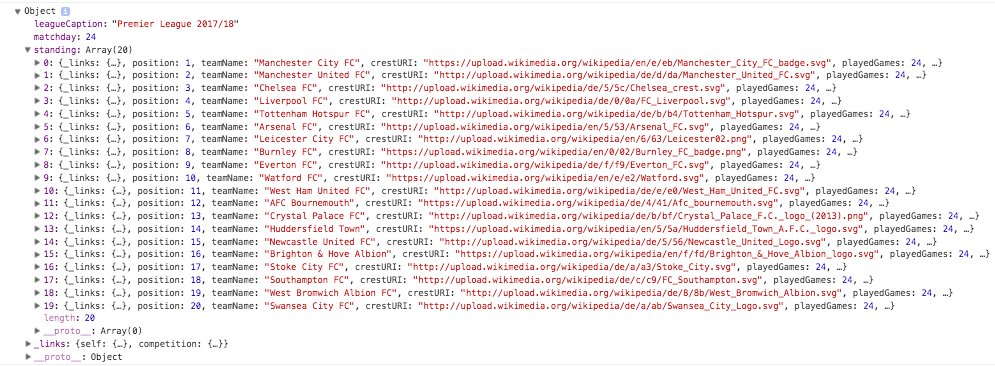 ▼ Object i
leagueCaption: "Premier League 2017/18"
matchday: 24
▼ standing: Array(20)
▶ 0: {_links: {…}, position: 1, teamName: "Manchester City FC", crestURI: "https://upload.wikimedia.org/wikipedia/en/e/eb/Manchester_City_FC_badge.svg", playedGames: 24, …}
▶ 1: {_links: {…}, position: 2, teamName: "Manchester United FC", crestURI: "http://upload.wikimedia.org/wikipedia/de/d/da/Manchester_United_FC.svg", playedGames: 24, …}
▶ 2: {_links: {…}, position: 3, teamName: "Chelsea FC", crestURI: "http://upload.wikimedia.org/wikipedia/de/5/5c/Chelsea_crest.svg", playedGames: 24, …}
▶ 3: {_links: {…}, position: 4, teamName: "Liverpool FC", crestURI: "http://upload.wikimedia.org/wikipedia/de/0/0a/FC_Liverpool.svg", playedGames: 24, …}
▶ 4: {_links: {…}, position: 5, teamName: "Tottenham Hotspur FC", crestURI: "http://upload.wikimedia.org/wikipedia/de/b/b4/Tottenham_Hotspur.svg", playedGames: 24, …}
▶ 5: {_links: {…}, position: 6, teamName: "Arsenal FC", crestURI: "http://upload.wikimedia.org/wikipedia/en/5/53/Arsenal_FC.svg", playedGames: 24, …}
▶ 6: {_links: {…}, position: 7, teamName: "Leicester City FC", crestURI: "http://upload.wikimedia.org/wikipedia/en/6/63/Leicester02.png", playedGames: 24, …}
▶ 7: {_links: {…}, position: 8, teamName: "Burnley FC", crestURI: "https://upload.wikimedia.org/wikipedia/en/0/02/Burnley_FC_badge.png", playedGames: 24, …}
▶ 8: {_links: {…}, position: 9, teamName: "Everton FC", crestURI: "http://upload.wikimedia.org/wikipedia/de/f/f9/Everton_FC.svg", playedGames: 24, …}
▶ 9: {_links: {…}, position: 10, teamName: "Watford FC", crestURI: "https://upload.wikimedia.org/wikipedia/en/e/e2/Watford.svg", playedGames: 24, …}
▶ 10: {_links: {…}, position: 11, teamName: "West Ham United FC", crestURI: "http://upload.wikimedia.org/wikipedia/de/e/e0/West_Ham_United_FC.svg", playedGames: 24, …}
▶ 11: {_links: {…}, position: 12, teamName: "AFC Bournemouth", crestURI: "https://upload.wikimedia.org/wikipedia/de/4/41/Afc_bournemouth.svg", playedGames: 24, …}
▶ 12: {_links: {…}, position: 13, teamName: "Crystal Palace FC", crestURI: "http://upload.wikimedia.org/wikipedia/de/b/bf/Crystal_Palace_F.C._logo_(2013).png", playedGames: 24, …}
▶ 13: {_links: {…}, position: 14, teamName: "Huddersfield Town", crestURI: "https://upload.wikimedia.org/wikipedia/en/5/5a/Huddersfield_Town_A.F.C._logo.svg", playedGames: 24, …}
▶ 14: {_links: {…}, position: 15, teamName: "Newcastle United FC", crestURI: "http://upload.wikimedia.org/wikipedia/de/5/56/Newcastle_United_Logo.svg", playedGames: 24, …}
▶ 15: {_links: {…}, position: 16, teamName: "Brighton & Hove Albion", crestURI: "https://upload.wikimedia.org/wikipedia/en/f/fd/Brighton_&_Hove_Albion_logo.svg", playedGames: 24, …}
▶ 16: {_links: {…}, position: 17, teamName: "Stoke City FC", crestURI: "http://upload.wikimedia.org/wikipedia/de/a/a3/Stoke_City.svg", playedGames: 24, …}
▶ 17: {_links: {…}, position: 18, teamName: "Southampton FC", crestURI: "http://upload.wikimedia.org/wikipedia/de/c/c9/FC_Southampton.svg", playedGames: 24, …}
▶ 18: {_links: {…}, position: 19, teamName: "West Bromwich Albion FC", crestURI: "http://upload.wikimedia.org/wikipedia/de/8/8b/West_Bromwich_Albion.svg", playedGames: 24, …}
▶ 19: {_links: {…}, position: 20, teamName: "Swansea City FC", crestURI: "http://upload.wikimedia.org/wikipedia/de/a/ab/Swansea_City_Logo.svg", playedGames: 24, …}
length: 20
▶ __proto__: Array(0)
▶ _links: {self: {…}, competition: {…}}
▶ __proto__: Object